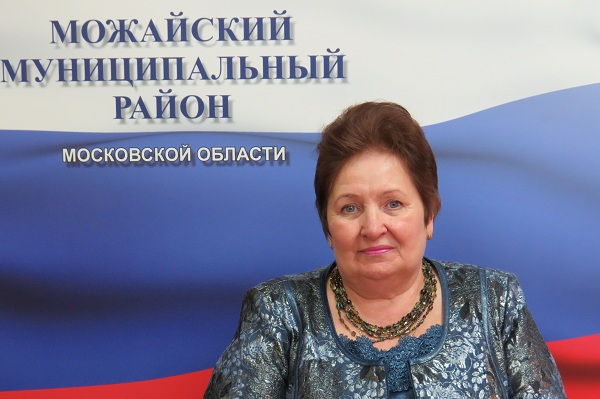 МОЖАЙСКИЙ
МУНИЦИПАЛЬНЫЙ
РАЙОН
МОСКОВСКОЙ ОБЛАСТИ